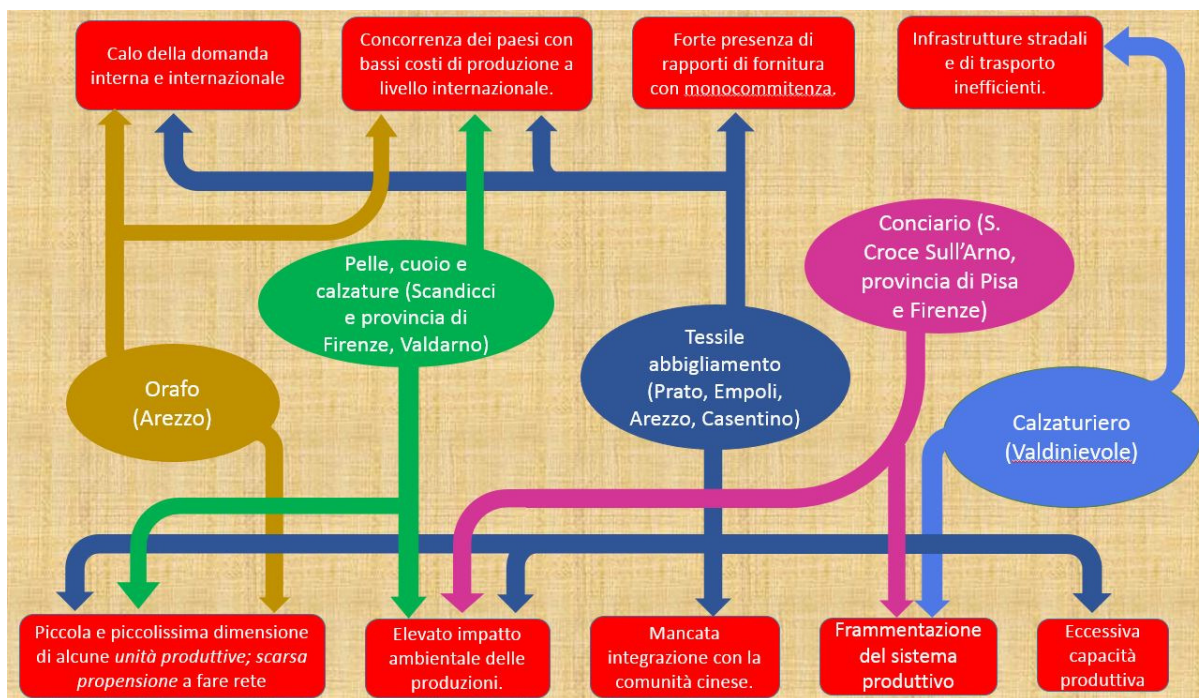 Calo della domanda
interna e internazionale
Concorrenza dei paesi con
bassi costi di produzione a
livello internazionale.
Forte presenza di
rapporti di fornitura
con monocommitenza.
Infrastrutture stradali
e di trasporto
inefficienti.
Pelle, cuoio e
calzature (Scandicci
e provincia di
Firenze, Valdarno)
Conciario (S.
Croce Sull'Arno,
provincia di Pisa
e Firenze)
Orafo
(Arezzo)
Tessile
abbigliamento
(Prato, Empoli,
Arezzo, Casentino)
Calzaturiero
(Valdinievole)
Piccola e piccolissima dimensione
di alcune unità produttive; scarsa
propensione a fare rete
Elevato impatto
ambientale delle
produzioni.
Mancata
integrazione con la
comunità cinese.
Frammentazione
del sistema
produttivo
Eccessiva
capacità
produttiva